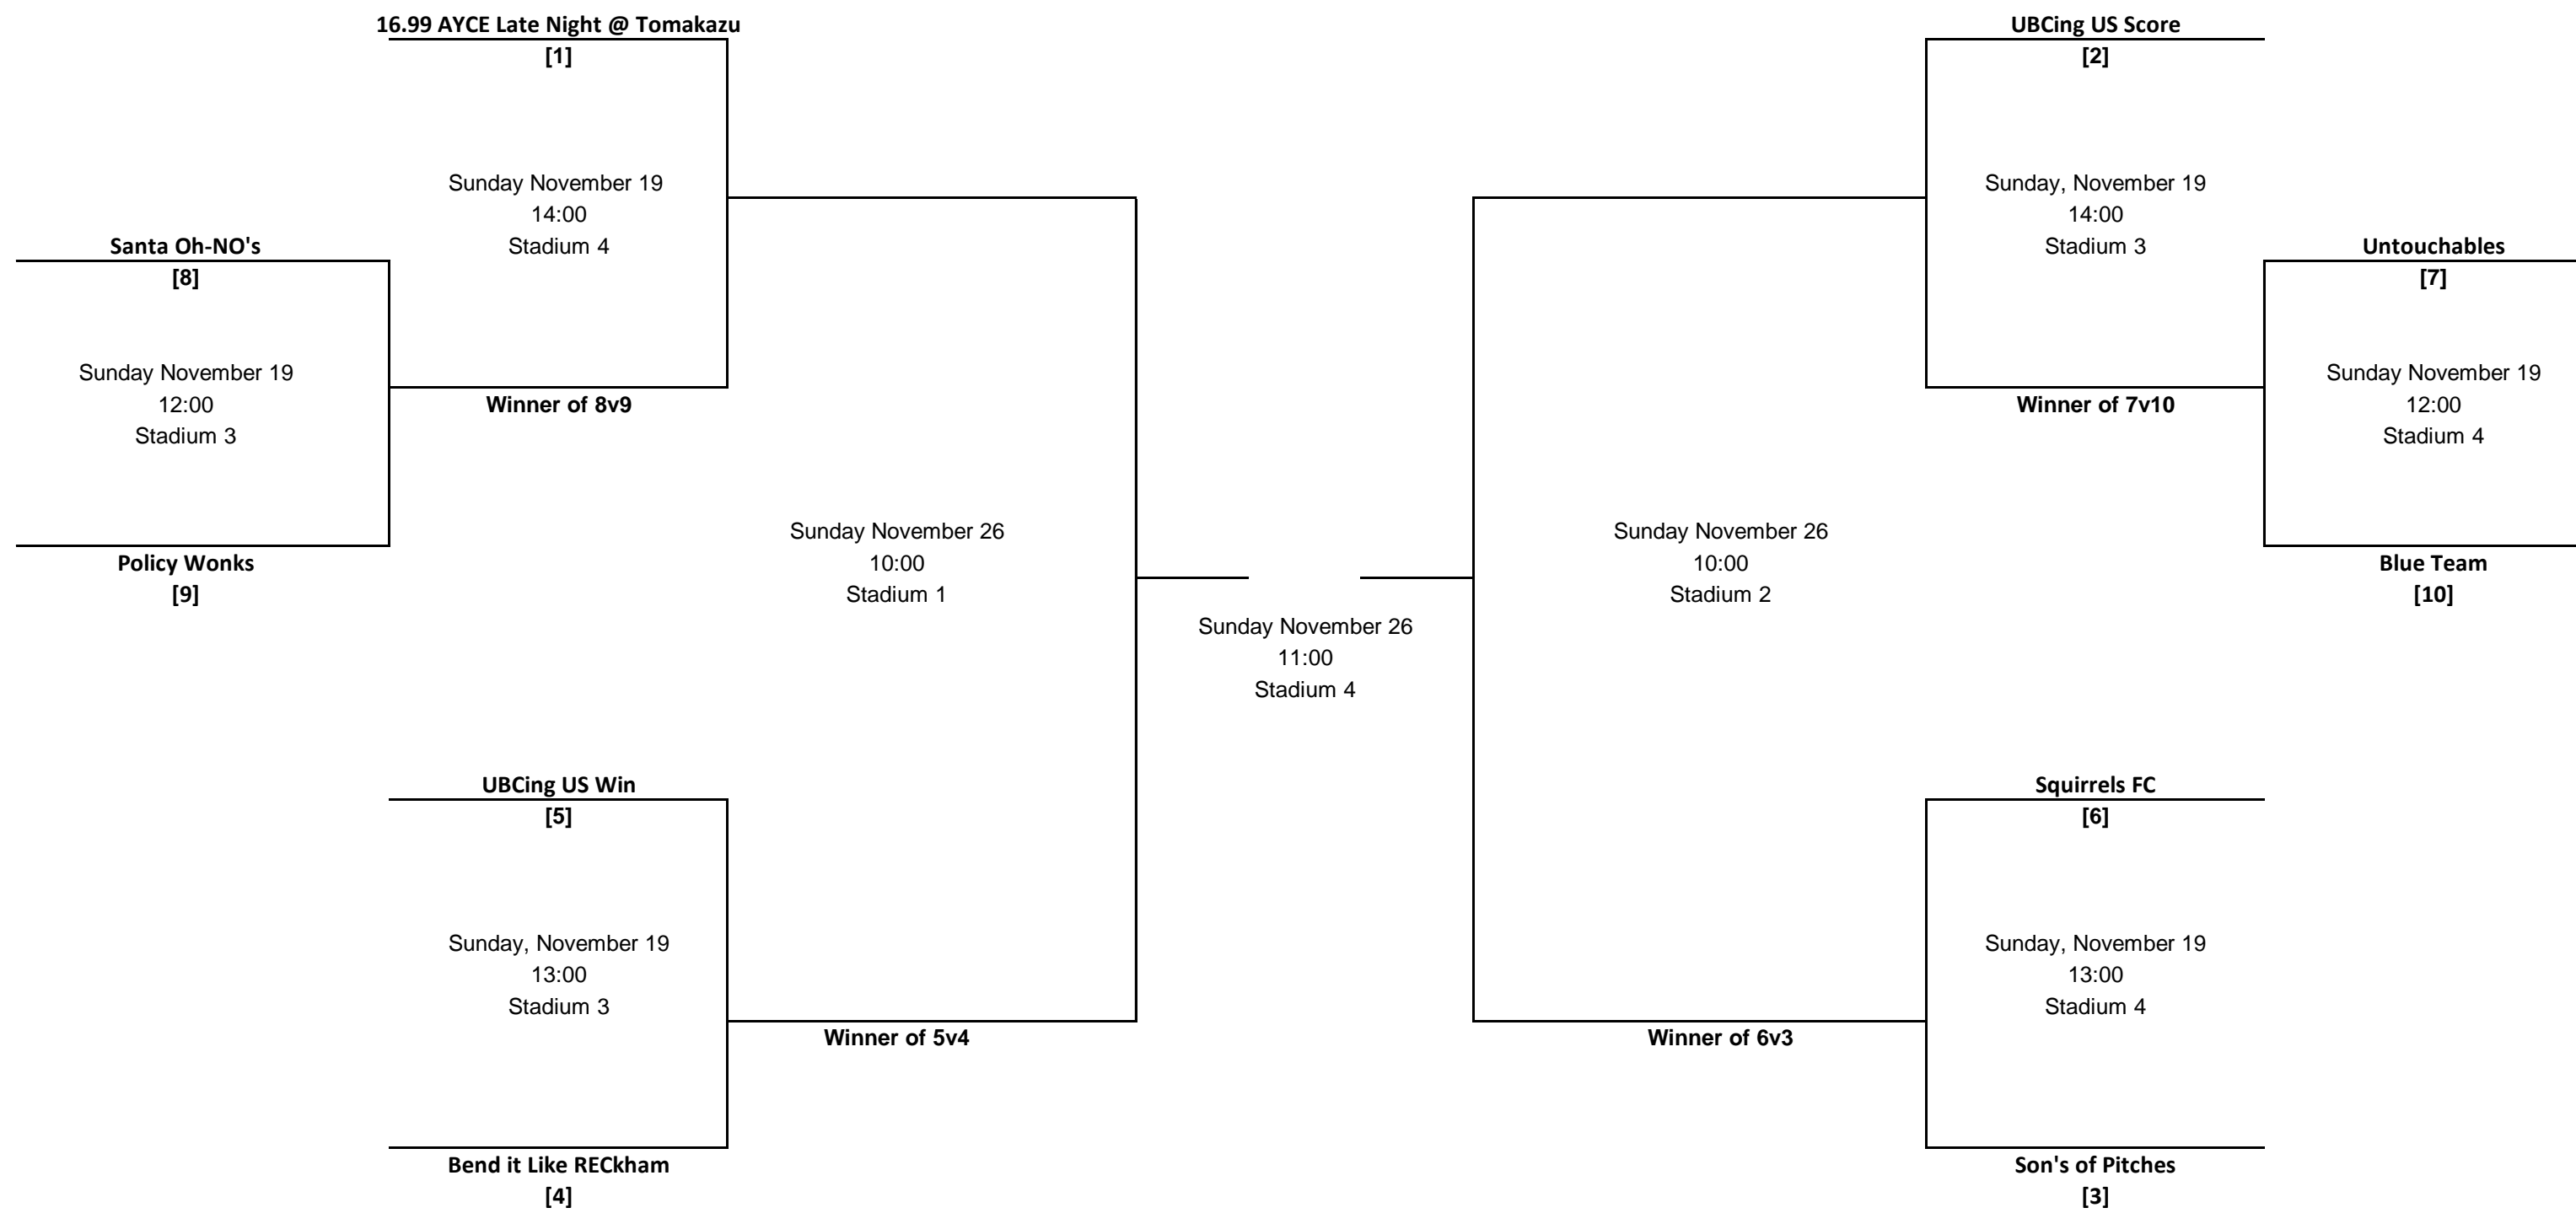 16.99 AYCE Late Night @ Tomakazu
[1]
UBCing US Score
[2]
Sunday November 19
14:00
Stadium 4
Sunday, November 19
14:00
Stadium 3
Santa Oh-NO's
[8]
Untouchables
[7]
Sunday November 19
12:00
Stadium 3
Winner of 8v9
Winner of 7v10
Sunday November 19
12:00
Stadium 4
Policy Wonks
[9]
Sunday November 26
10:00
Stadium 1
Sunday November 26
10:00
Stadium 2
Blue Team
[10]
Sunday November 26
11:00
Stadium 4
UBCing US Win
[5]
Squirrels FC
[6]
Sunday, November 19
13:00
Stadium 3
Sunday, November 19
13:00
Stadium 4
Winner of 5v4
Winner of 6v3
Bend it Like RECkham
[4]
Son's of Pitches
[3]